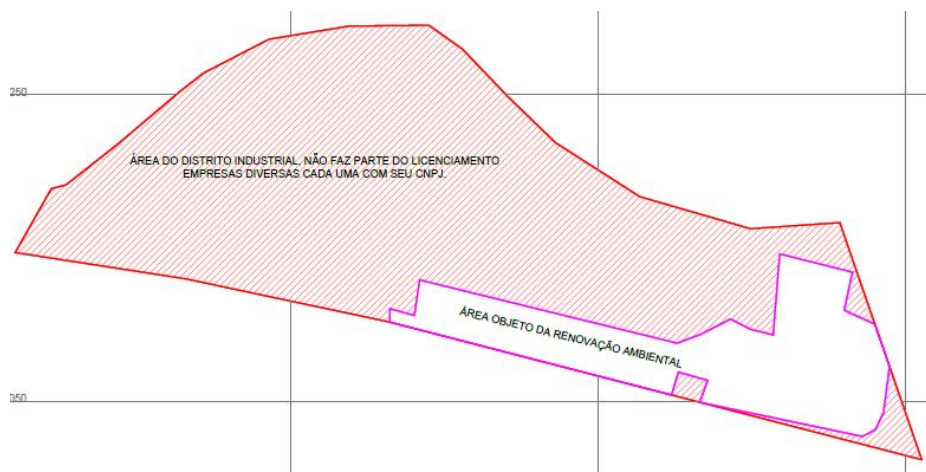 250
ÁREA DO DISTRITO INDUSTRIAL, NÃO FAZ PARTE DO LICENCIAMENTO
EMPRESAS DIVERSAS CADA UMA COM SEU CNPJ.
ÁREA OBJETO DA RENOVAÇÃO AMBIENTAL